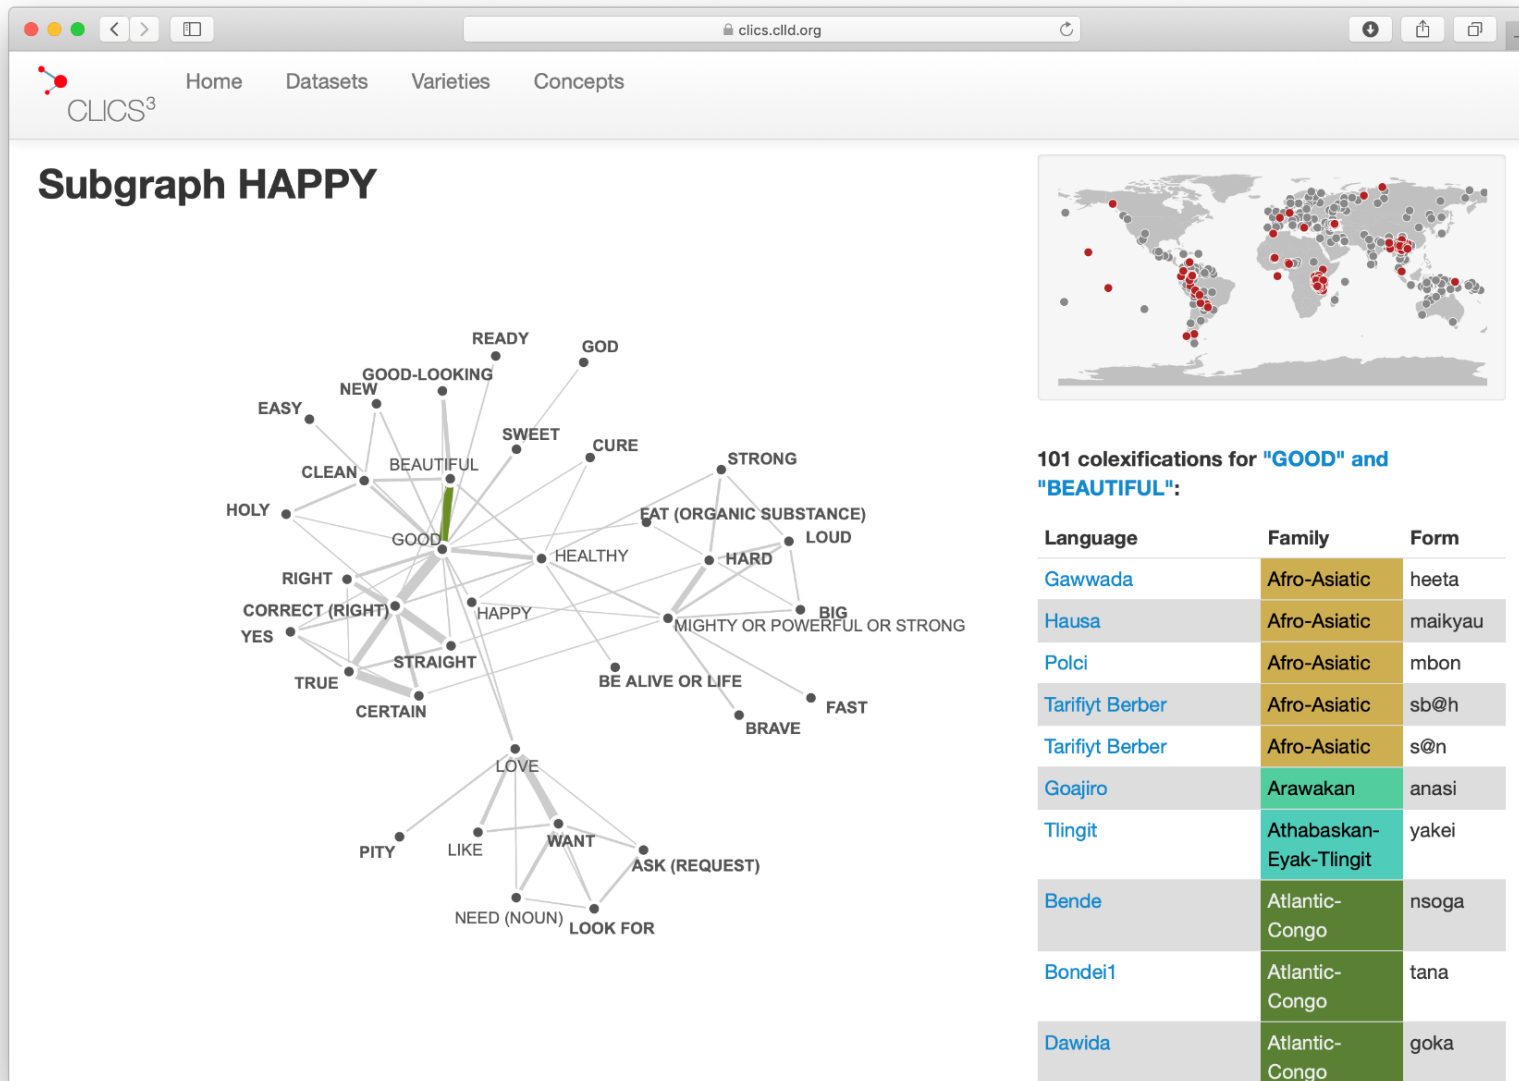 clics.clld.org
CLICS3
Home
Datasets
Varieties
Concepts
Subgraph HAPPY
READY
GOD
GOOD-LOOKING
NEW
EASY
SWEET
CURE
BEAUTIFUL
CLEAN
STRONG
HOLY
FAT (ORGANIC SUBSTANCE)
GOOD
LOUD
HEALTHY
HARD
RIGHT
CORRECT (RIGHT)
HAPPY
BIG
MIGHTY OR POWERFUL OR STRONG
YES
STRAIGHT
TRUE
BE ALIVE OR LIFE
CERTAIN
FAST
BRAVE
LOVE
PITY
LIKE
WANT
ASK (REQUEST)
NEED (NOUN)
LOOK FOR
101 colexifications for "GOOD" and
"BEAUTIFUL":
Language Family Form
Gawwada Afro-Asiatic heeta
Hausa Afro-Asiatic maikyau
Polci Afro-Asiatic mbon
Tarifiyt Berber Afro-Asiatic sb@h
Tarifiyt Berber Afro-Asiatic s@n
Goajiro Arawakan anasi
Tlingit Athabaskan- yakei
Eyak-Tlingit
Bende Atlantic- nsoga
Congo
Bondei1 Atlantic- tana
Congo
Dawida Atlantic- goka
Congo